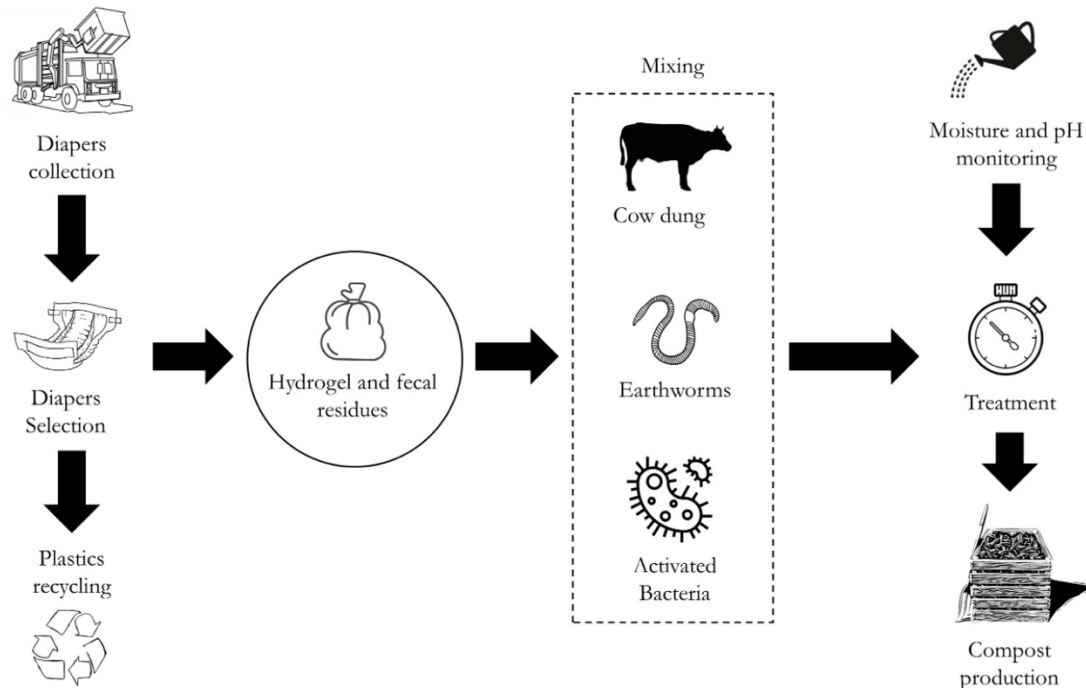 Diapers
collection
Diapers
Selection
Plastics
recycling
Hydrogel and fecal
residues
Mixing
Cow dung
Earthworms
Activated
Bacteria
Moisture and pH
monitoring
Treatment
Compost
production